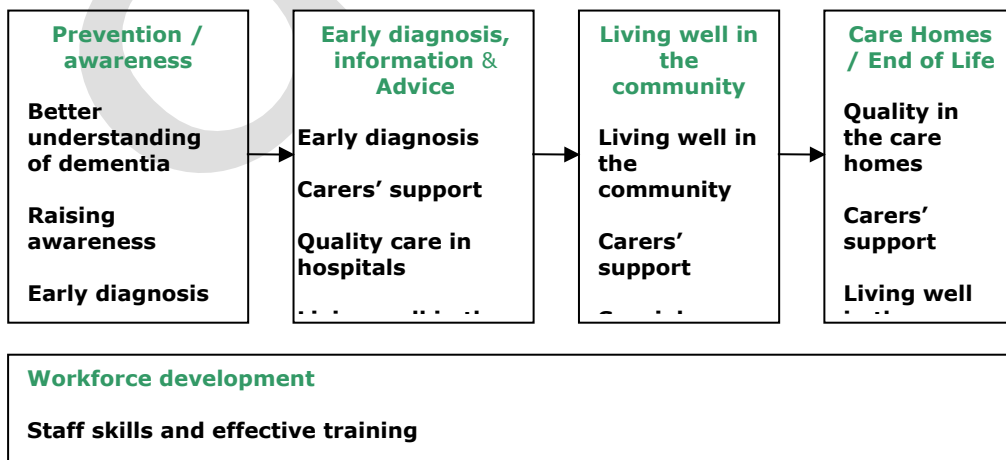 Prevention /
awareness
Better
understanding
of dementia
Raising
awareness
Early diagnosis
Early diagnosis,
information &
Advice
Early diagnosis
Carers’ support
Quality care in
hospitals
Living well in
the
community
Living well in
the
community
Carers’
support
Care Homes
/ End of Life
Quality in
the care
homes
Carers’
support
Living well
Workforce development
Staff skills and effective training